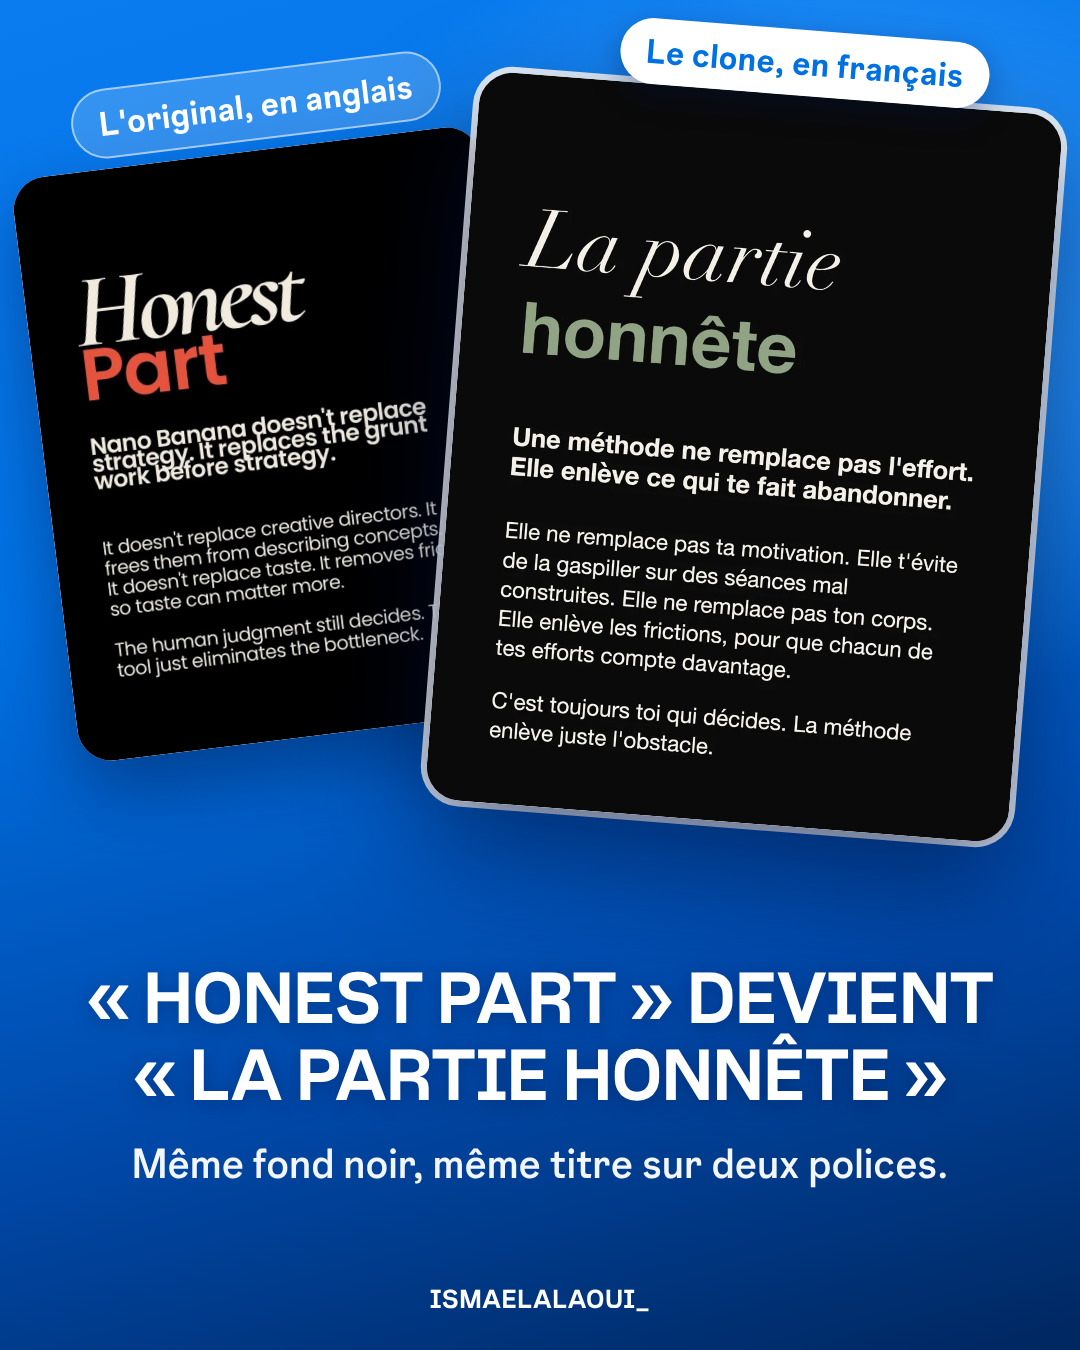 L'original, en anglais
Honest
Part
Nano Banana doesn't replace
strategy. It replaces the grunt
work before strategy.
It doesn't replace creative directors. It
frees them from describing concepts
It doesn't replace taste. It removes
so taste can matter more.
The human judgment still decides.
tool just eliminates the bottleneck.
Le clone, en français
La partie
honnête
Une méthode ne remplace pas l'effort.
Elle enlève ce qui te fait abandonner.
Elle ne remplace pas ta motivation. Elle t'évite
de la gaspiller sur des séances mal
construites. Elle ne remplace pas ton corps.
Elle enlève les frictions, pour que chacun de
tes efforts compte davantage.
C'est toujours toi qui décides. La méthode
enlève juste l'obstacle.
« HONEST PART » DEVIENT
« LA PARTIE HONNÊTE »
Même fond noir, même titre sur deux polices.
ISMAELALAOUI_